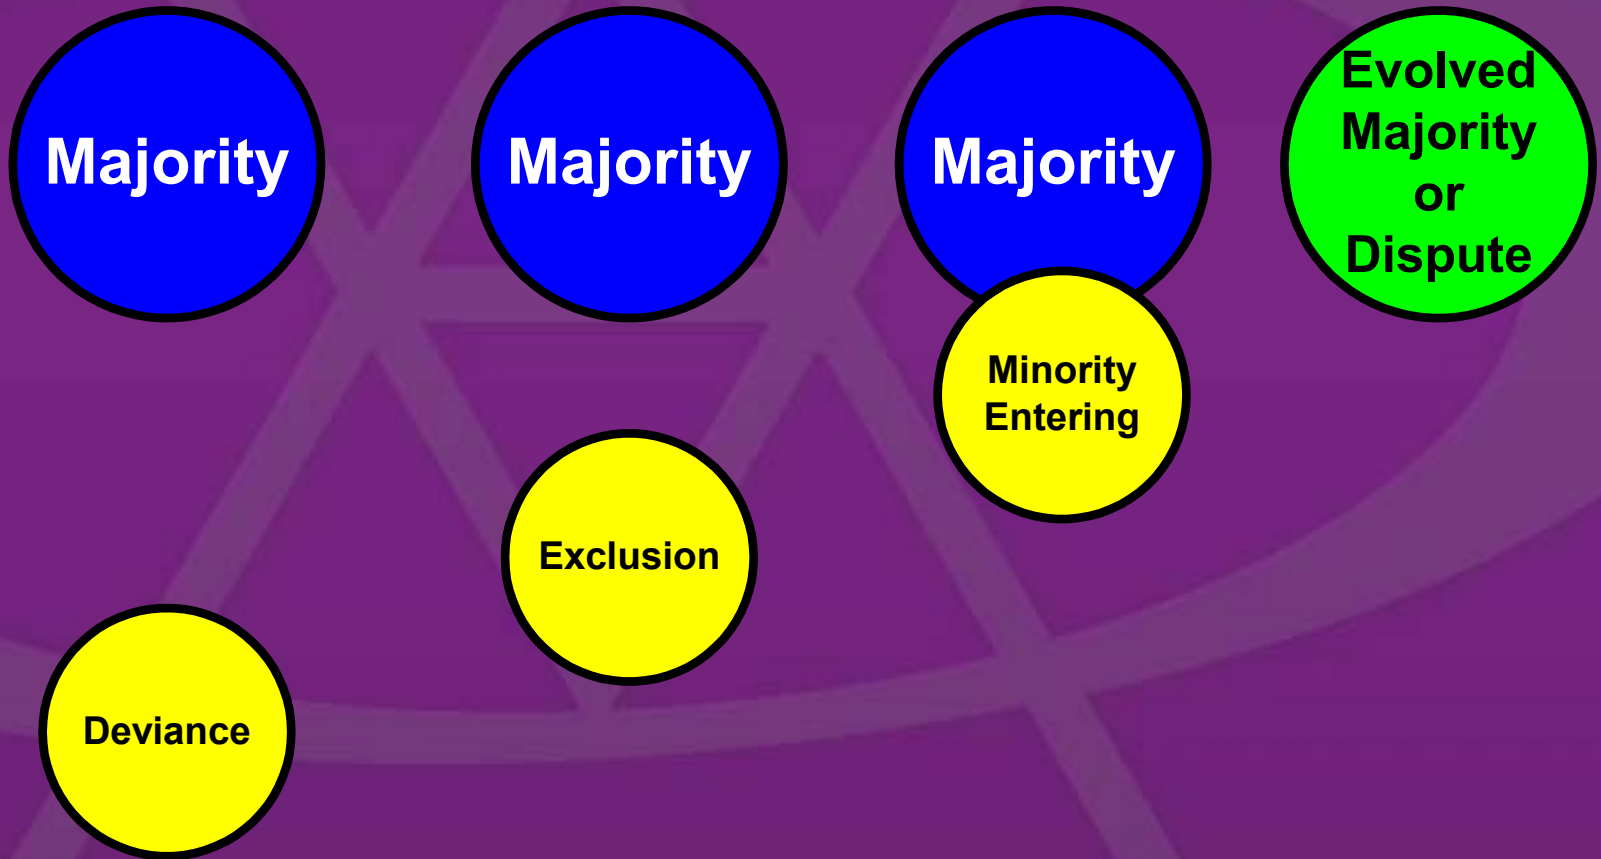 Majority
Majority
Majority
Evolved
Majority
or
Dispute
Minority
Entering
Exclusion
Deviance